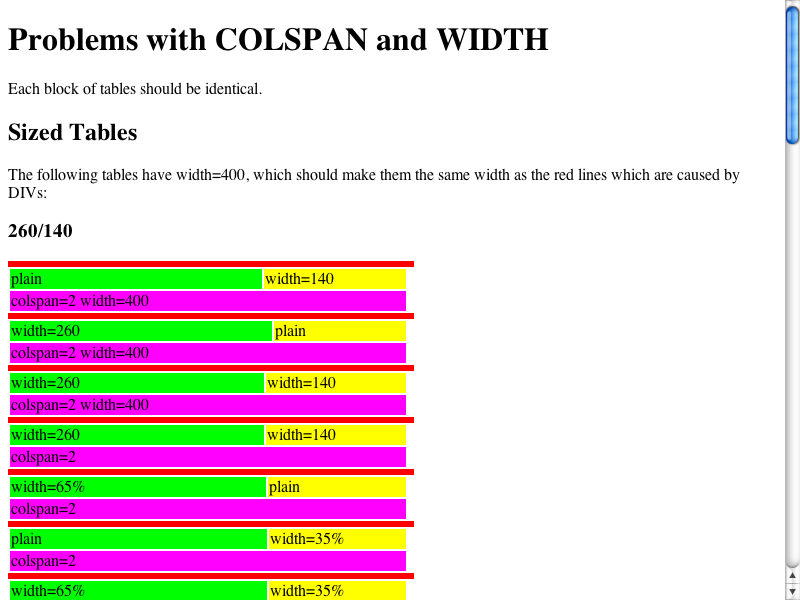 Problems with COLSPAN and WIDTH
Each block of tables should be identical.
Sized Tables
The following tables have width=400, which should make them the same width as the red lines which are caused by
DIVs:
260/140
plain width=140
colspan=2 width=400
width=260 plain
colspan=2 width=400
width=260 width=140
colspan=2 width=400
width=260 width=140
colspan=2
width=65% plain
colspan=2
plain width=35%
colspan=2
width=65% width=35%